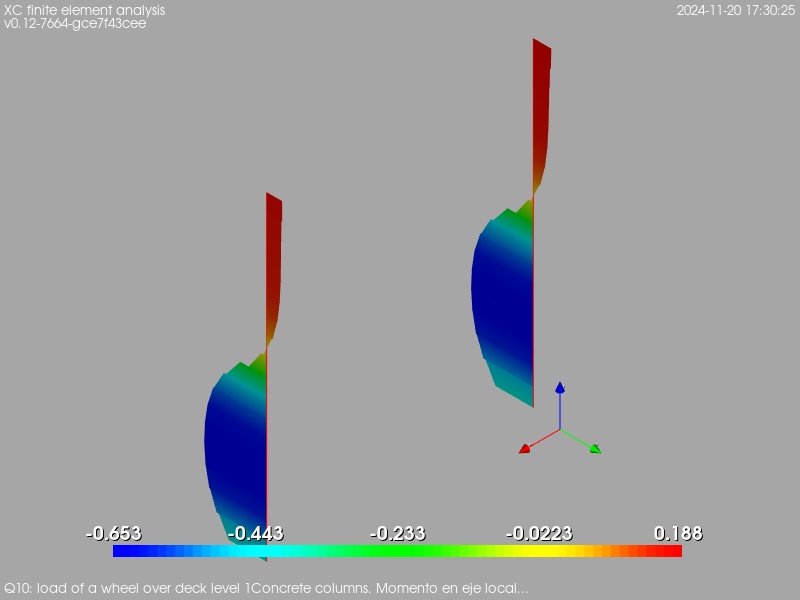 XC finite element analysis
2024-11-20 17:30:25
v0.12-7664-gce7f43cee
-0.653 -0.443 -0.233 -0.0223 0.188
Q10: load of a wheel over deck level 1Concrete columns. Momento en eje local...